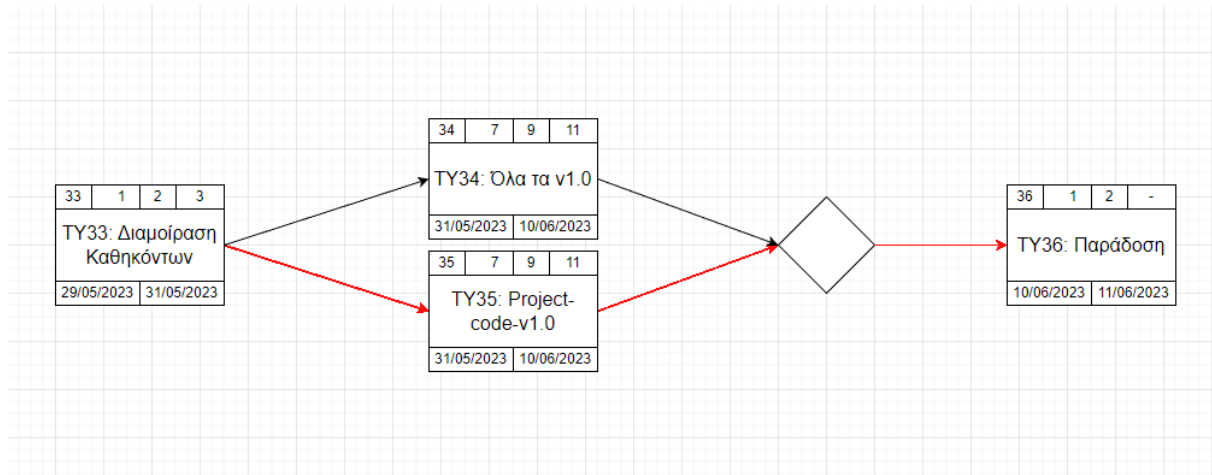 33 1 2 3
ΤΥ33: Διαμοίραση
Καθηκόντων
29/05/2023 31/05/2023
34 7 9 11
ΤΥ34: Όλα τα v1.0
31/05/2023 10/06/2023
35 7 9 11
ΤΥ35: Project-
code-v1.0
31/05/2023 10/06/2023
36 1 2 -
ΤΥ36: Παράδοση
10/06/2023 11/06/2023